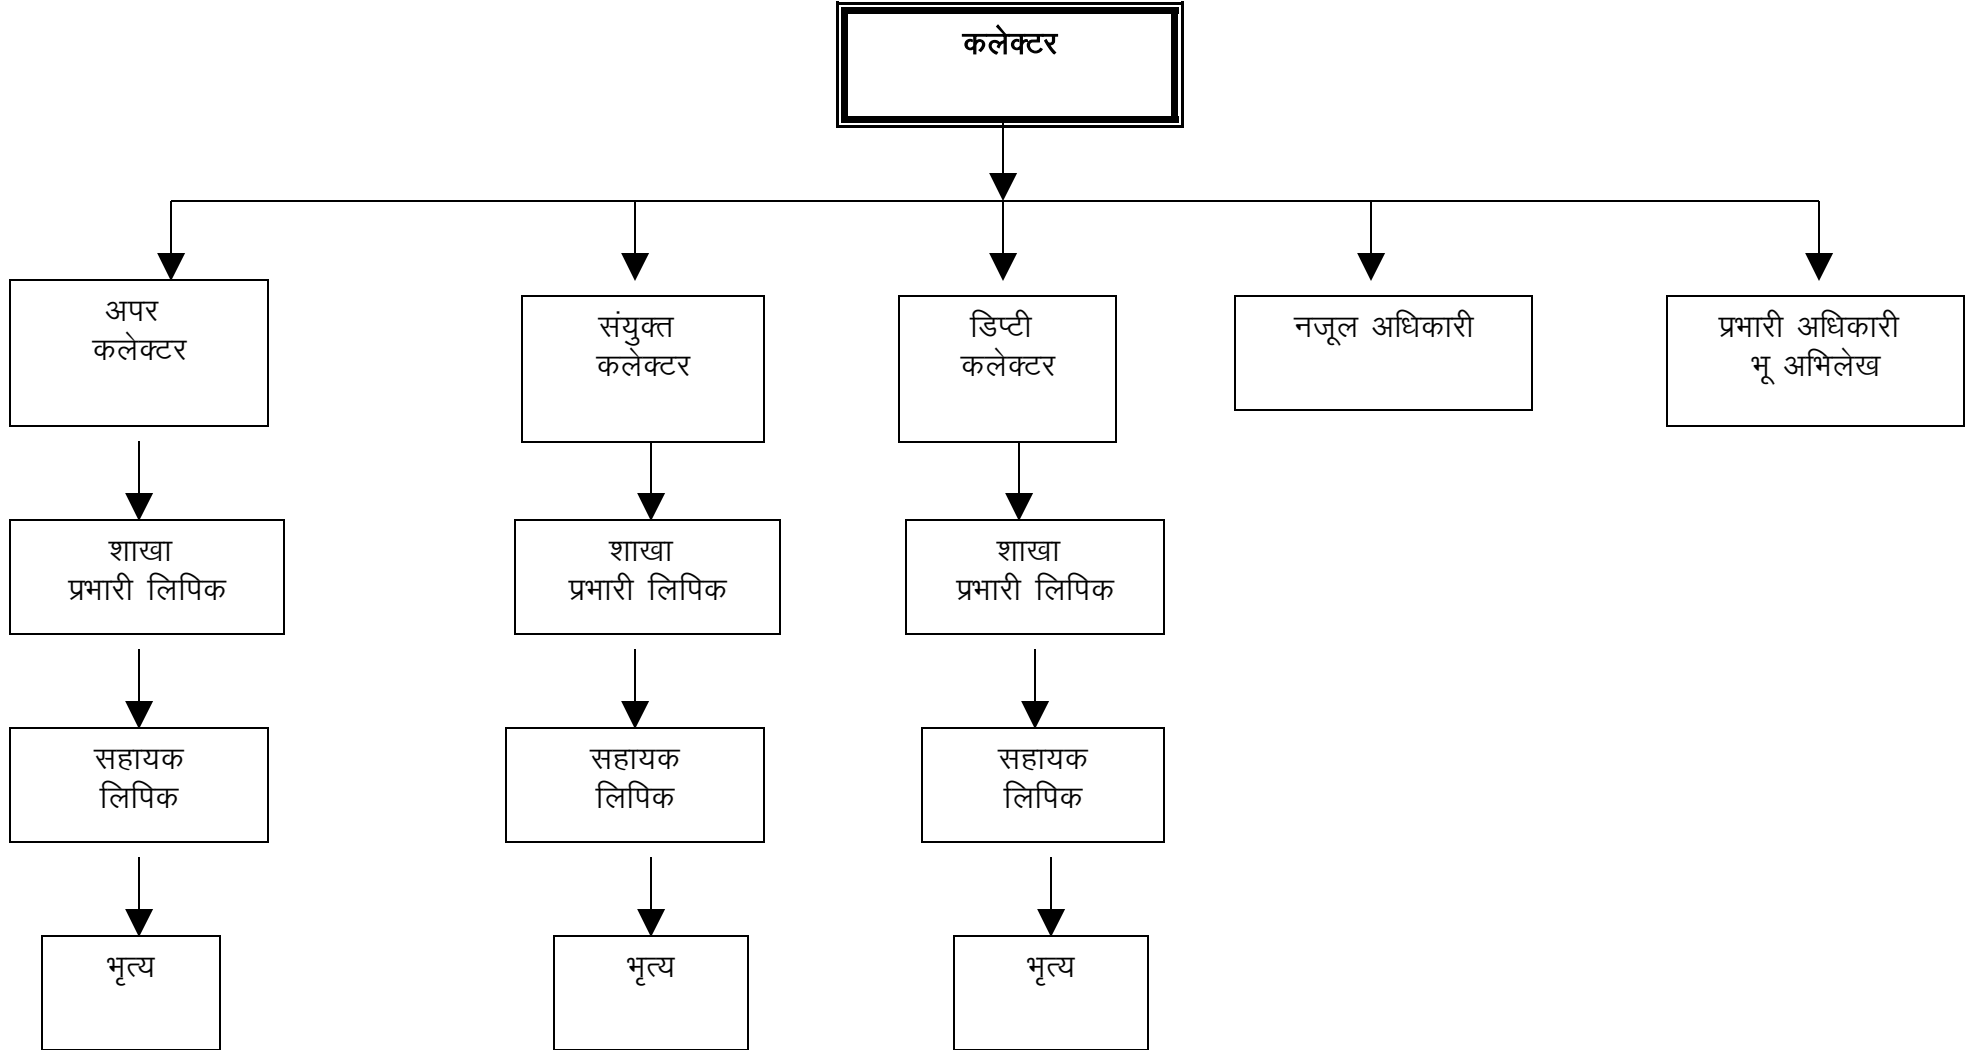 कलेक्टर
अपर
कलेक्टर
संयुक्त
कलेक्टर
डिप्टी
कलेक्टर
नजूल अधिकारी
प्रभारी अधिकारी
भू अभिलेख
शाखा
प्रभारी लिपिक
शाखा
प्रभारी लिपिक
शाखा
प्रभारी लिपिक
सहायक
लिपिक
सहायक
लिपिक
सहायक
लिपिक
भृत्य
भृत्य
भृत्य